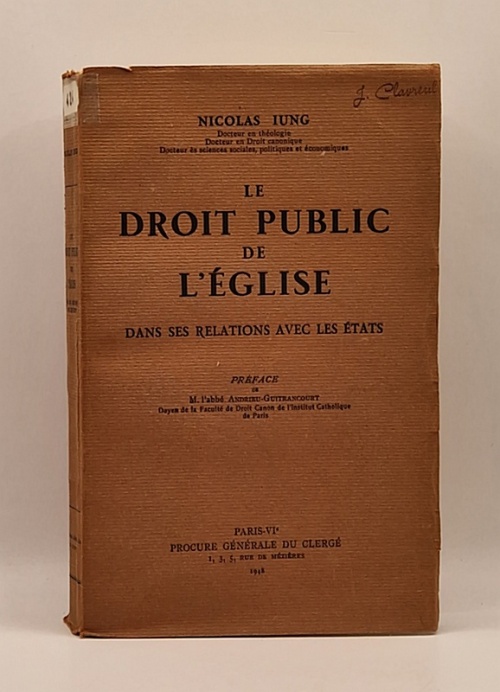 J. Clavreul
NICOLAS IUNG
Docteur en théologie
Docteur en Droit canonique
Docteur ès sciences sociales, politiques et économiques
LE
DROIT PUBLIC
DE
L'ÉGLISE
DANS SES RELATIONS AVEC LES ÉTATS
PRÉFACE
DE
M. l'abbé ANDRIEU-GUITRANCOURT
Doyen de la Faculté de Droit Canon de l'Institut Catholique
de Paris
PARIS-VIe
PROCURE GÉNÉRALE DU CLERGÉ
1, 3, 5, RUE DE MÉZIÈRES
1948